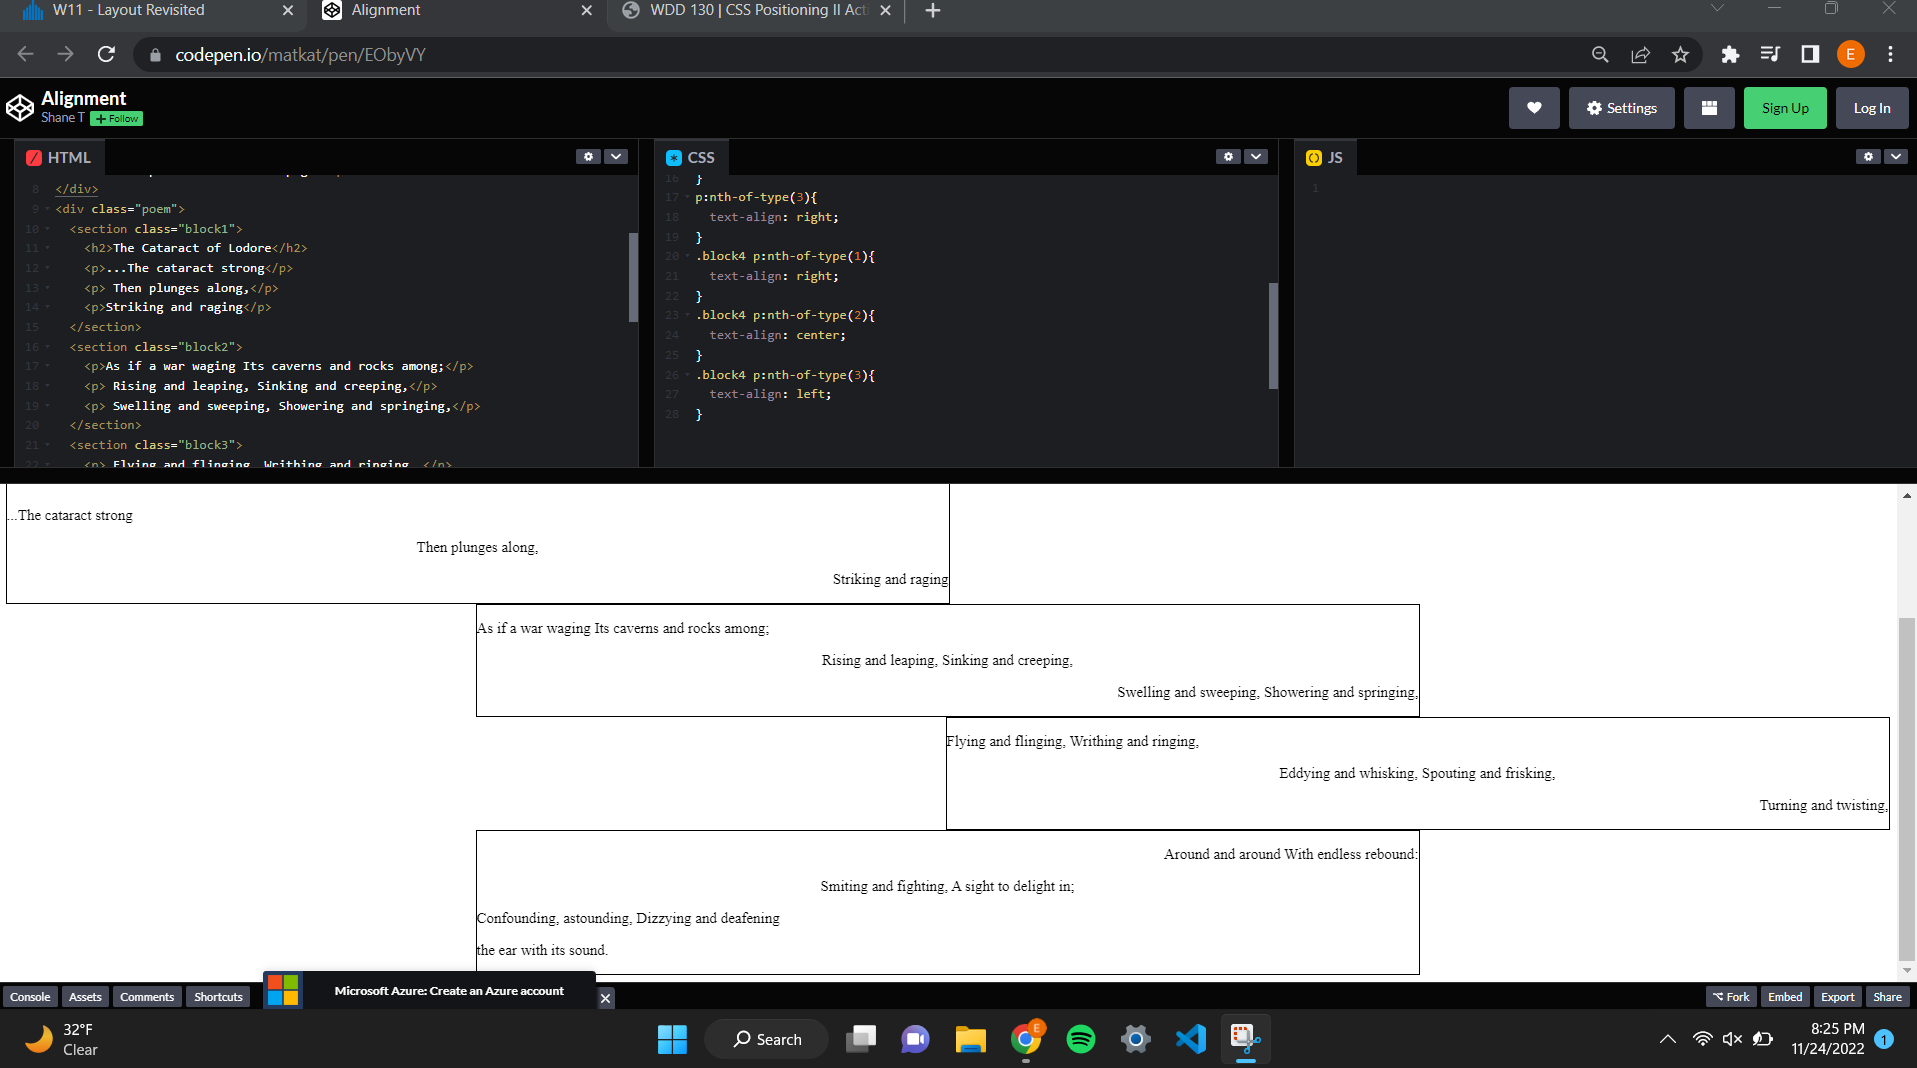 W11 - Layout Revisited
Alignment
WDD 130 | CSS Positioning II Acti
codepen.io/matkat/pen/EObyVY
E
Alignment
Shane T
+ Follow
Settings
Sign Up
Log In
HTML
8 </div>
9 <div class="poem">
10 <section class="block1">
11 <h2>The Cataract of Lodore</h2>
12 <p>...The cataract strong</p>
13 <p> Then plunges along,</p>
14 <p>Striking and raging</p>
15 </section>
16 <section class="block2">
17 <p>As if a war waging Its caverns and rocks among;</p>
18 <p> Rising and leaping, Sinking and creeping,</p>
19 <p> Swelling and sweeping, Showering and springing,</p>
20 </section>
21 <section class="block3">
22 <p> Flying and flinging, Writhing and ringing, </p>
CSS
16 }
17 p:nth-of-type(3){
18 text-align: right;
19 }
20 .block4 p:nth-of-type(1){
21 text-align: right;
22 }
23 .block4 p:nth-of-type(2){
24 text-align: center;
25 }
26 .block4 p:nth-of-type(3){
27 text-align: left;
28 }
JS
1
...The cataract strong
Then plunges along,
Striking and raging
As if a war waging Its caverns and rocks among;
Rising and leaping, Sinking and creeping,
Swelling and sweeping, Showering and springing,
Flying and flinging, Writhing and ringing,
Eddying and whisking, Spouting and frisking,
Turning and twisting,
Around and around With endless rebound:
Smiting and fighting, A sight to delight in;
Confounding, astounding, Dizzying and deafening
the ear with its sound.
Console
Assets
Comments
Shortcuts
Microsoft Azure: Create an Azure account
Fork
Embed
Export
Share
32°F
Clear
Search
E
8:25 PM
11/24/2022
1